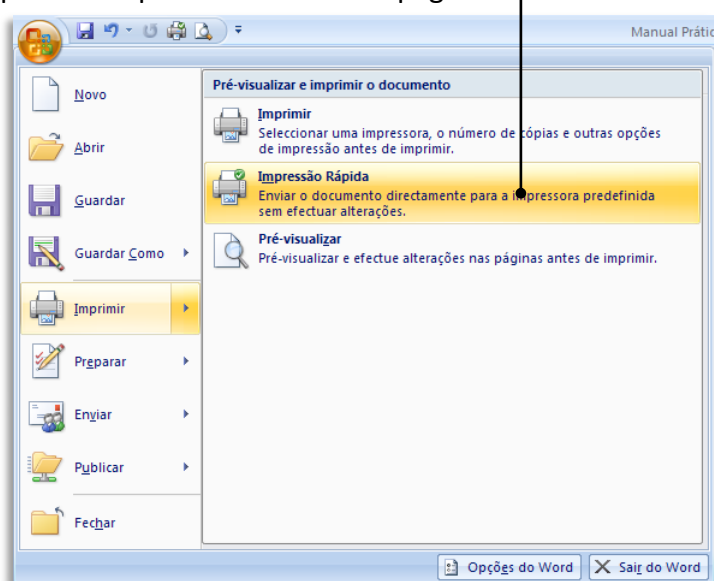 Manual Prátic
Novo
Abrir
Guardar
Guardar Como
Imprimir
Preparar
Enviar
Publicar
Fechar
Pré-visualizar e imprimir o documento
Imprimir
Seleccionar uma impressora, o número de cópias e outras opções
de impressão antes de imprimir.
Impressão Rápida
Enviar o documento directamente para a impressora predefinida
sem efectuar alterações.
Pré-visualizar
Pré-visualizar e efectue alterações nas páginas antes de imprimir.
Opções do Word
Sair do Word